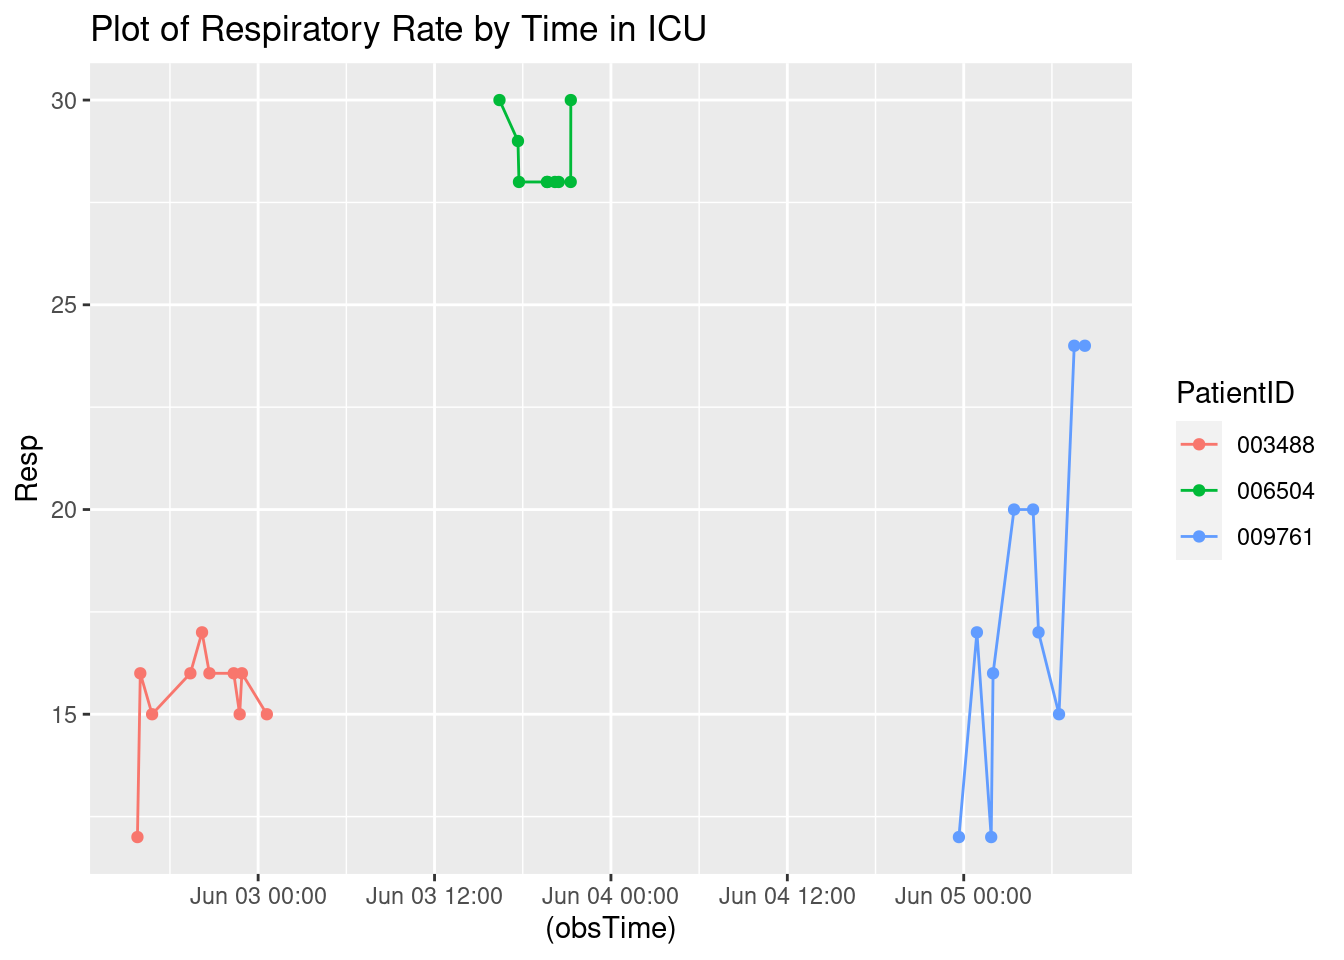 Plot of Respiratory Rate by Time in ICU
30
25
20
15
Resp
Jun 03 00:00
Jun 03 12:00
Jun 04 00:00
Jun 04 12:00
Jun 05 00:00
(obsTime)
PatientID
003488
006504
009761